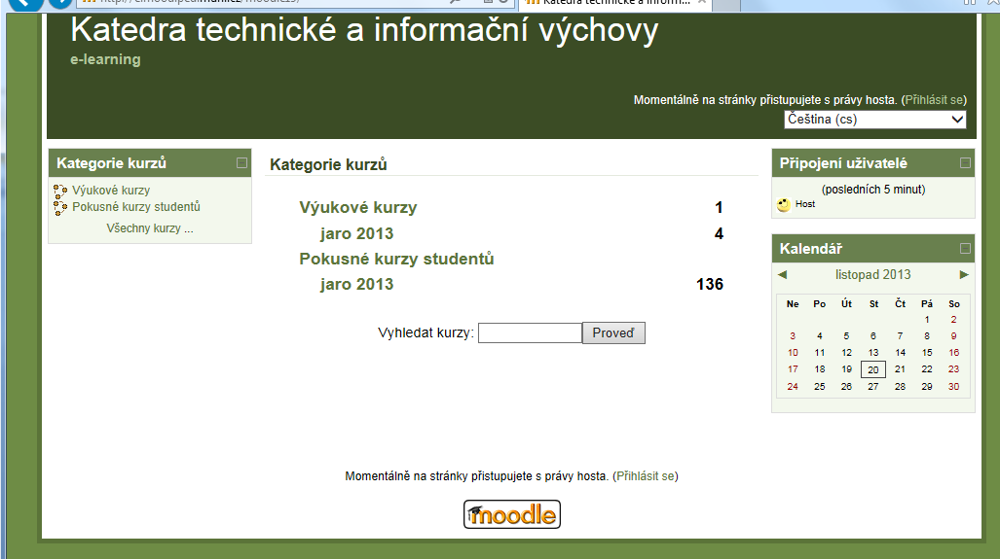 Katedra technické a informační výchovy
e-learning
Momentálně na stránky přistupujete s právy hosta. (Přihlásit se)
Čeština (cs)
Kategorie kurzů
Výukové kurzy
Pokusné kurzy studentů
Všechny kurzy ...
Kategorie kurzů
Výukové kurzy 1
jaro 2013 4
Pokusné kurzy studentů
jaro 2013 136
Vyhledat kurzy: Proveď
Připojení uživatelé
(posledních 5 minut)
Host
Kalendář
◄ listopad 2013 ►
Ne Po Út St Čt Pá So
1 2
3 4 5 6 7 8 9
10 11 12 13 14 15 16
17 18 19 20 21 22 23
24 25 26 27 28 29 30
Momentálně na stránky přistupujete s právy hosta. (Přihlásit se)
moodle